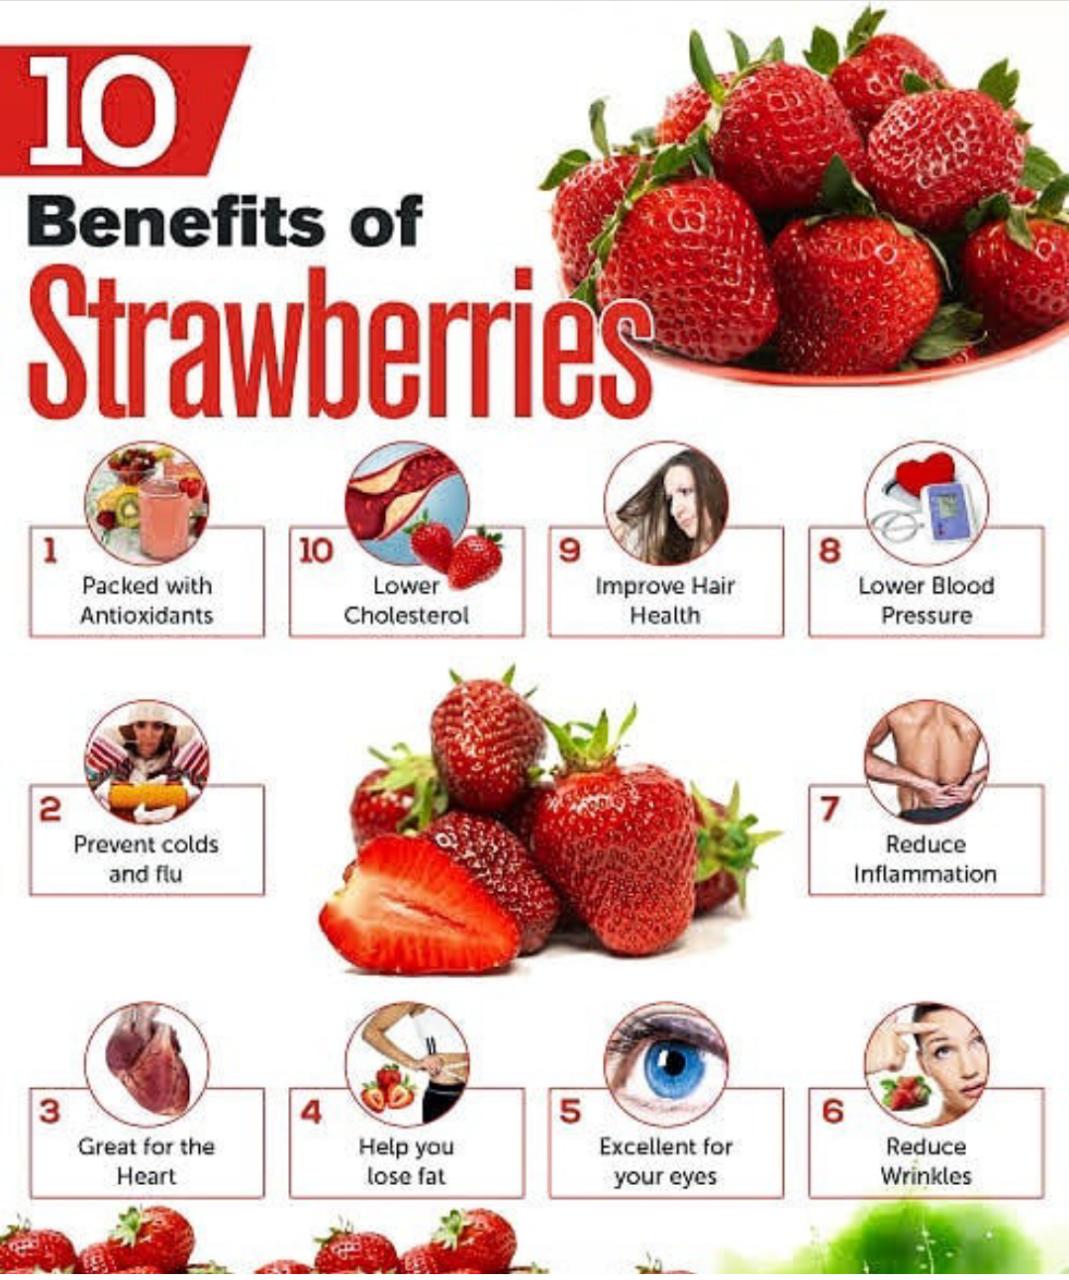 10
Benefits of
Strawberries
1
Packed with
Antioxidants
10
Lower
Cholesterol
9
Improve Hair
Health
8
Lower Blood
Pressure
2
Prevent colds
and flu
7
Reduce
Inflammation
3
Great for the
Heart
4
Help you
lose fat
5
Excellent for
your eyes
6
Reduce
Wrinkles